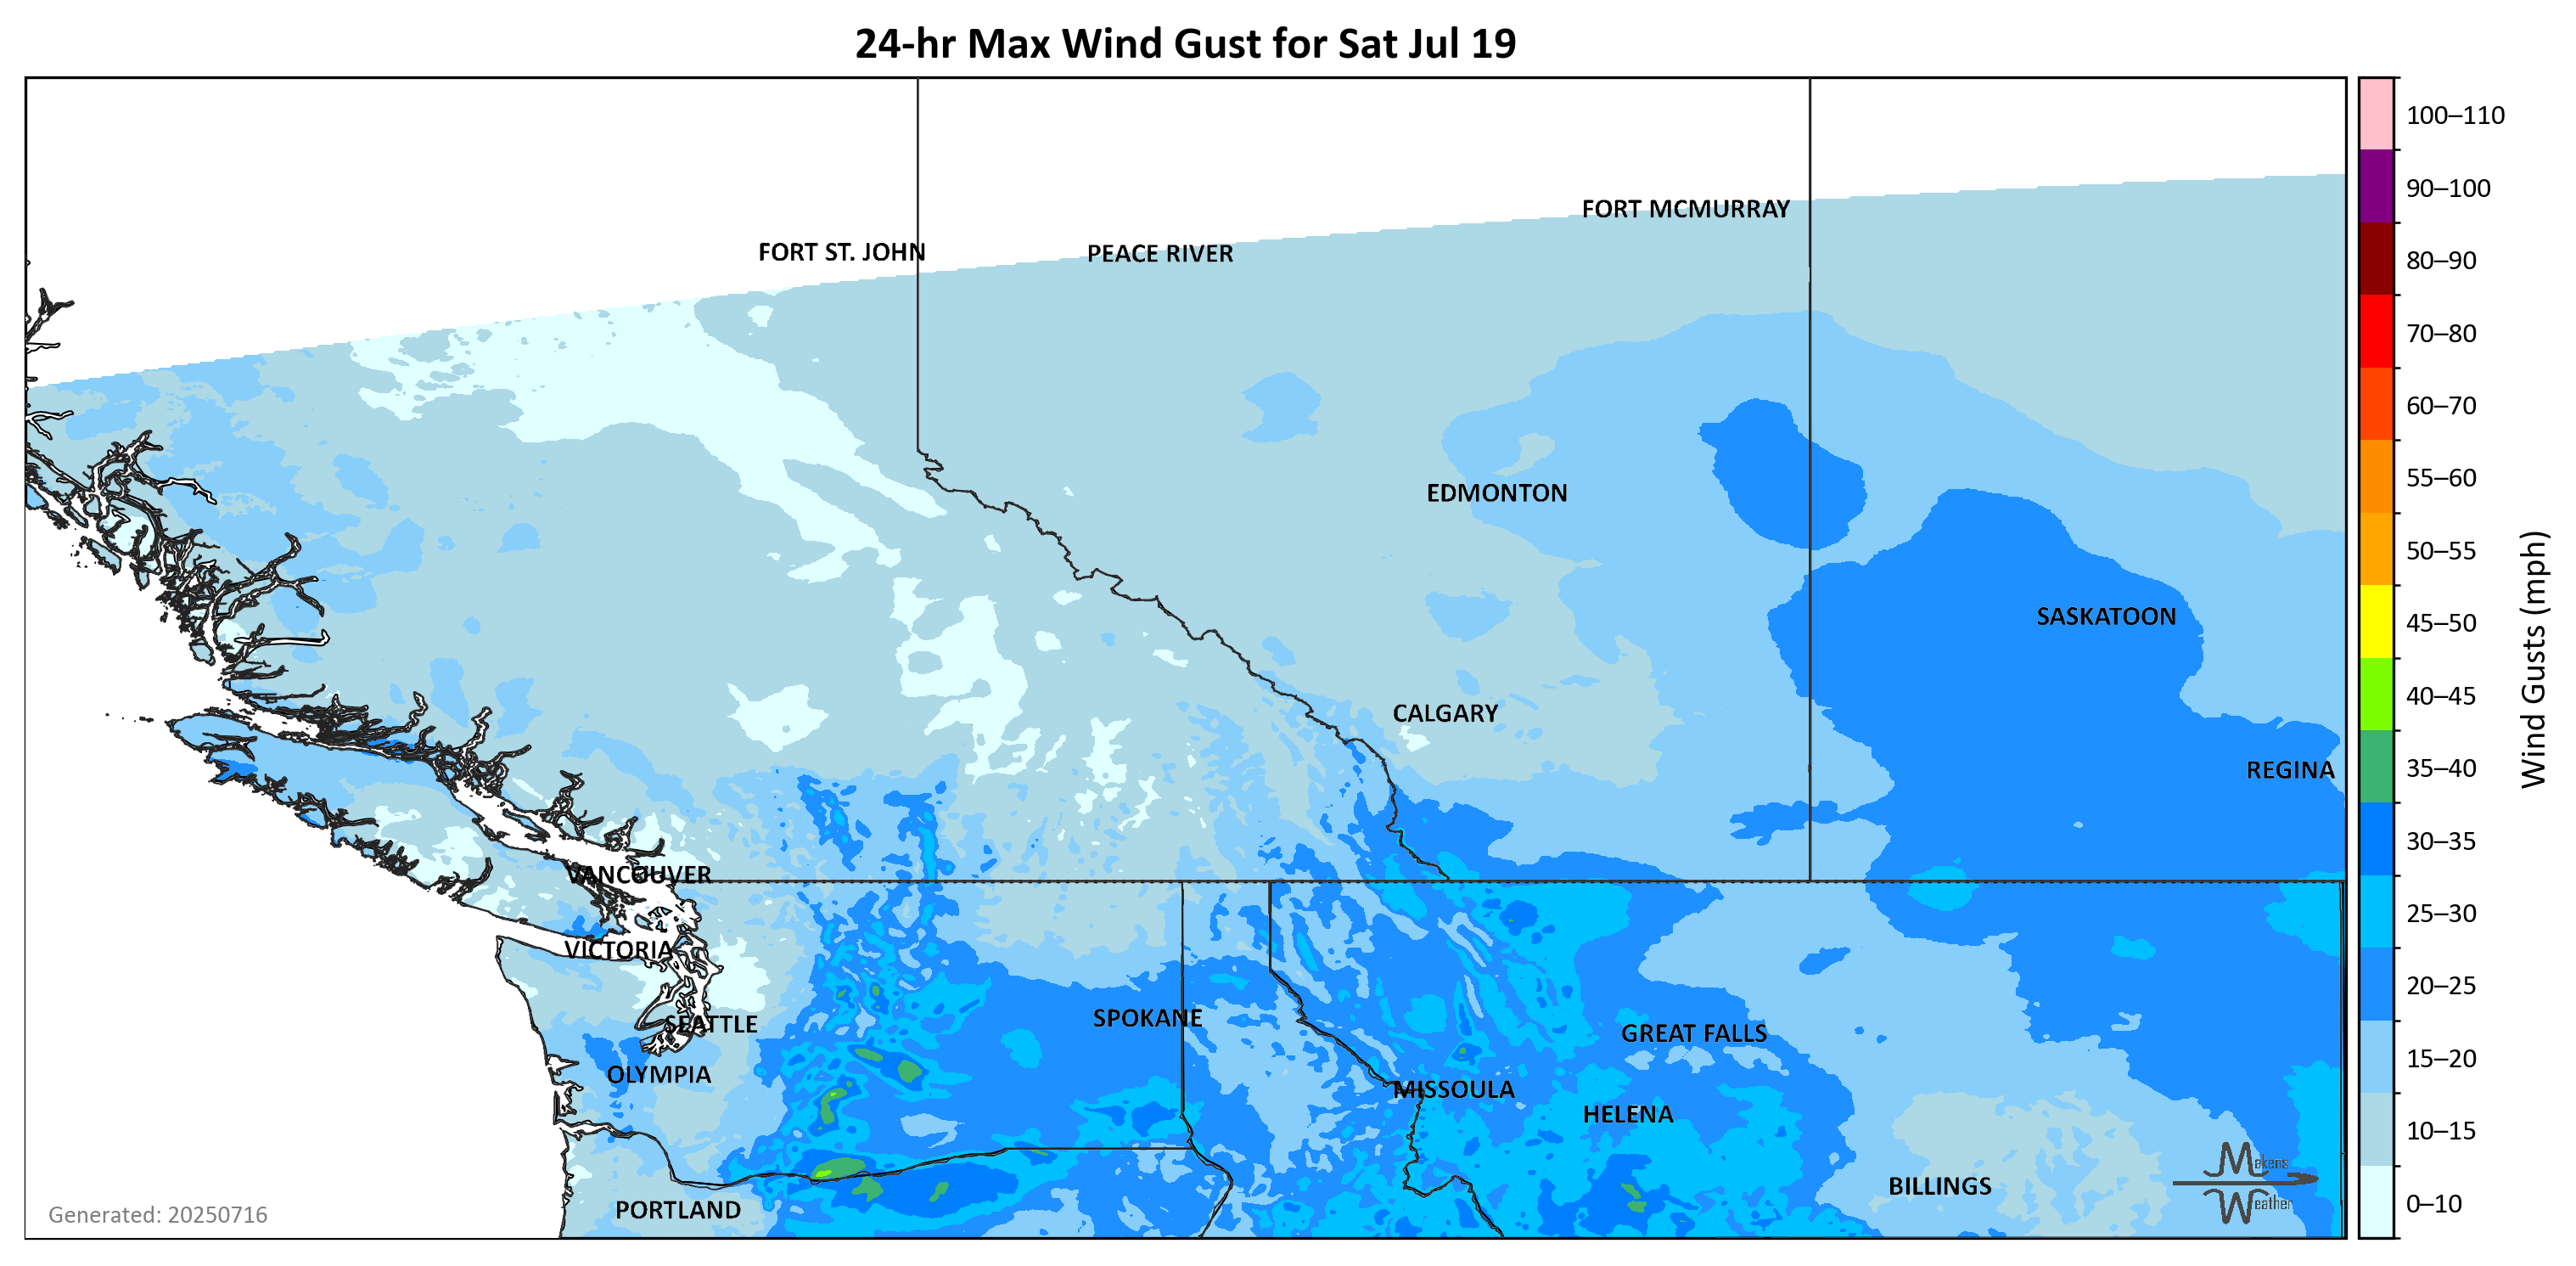 24-hr Max Wind Gust for Sat Jul 19
100–110
90–100
80–90
70–80
60–70
55–60
50–55
45–50
40–45
35–40
30–35
25–30
20–25
15–20
10–15
0–10
Wind Gusts (mph)
FORT MCMURRAY
FORT ST. JOHN
PEACE RIVER
EDMONTON
SASKATOON
CALGARY
REGINA
VANCOUVER
VICTORIA
SEATTLE
SPOKANE
GREAT FALLS
OLYMPIA
MISSOULA
HELENA
BILLINGS
PORTLAND
Makens
Weather
Generated: 20250716